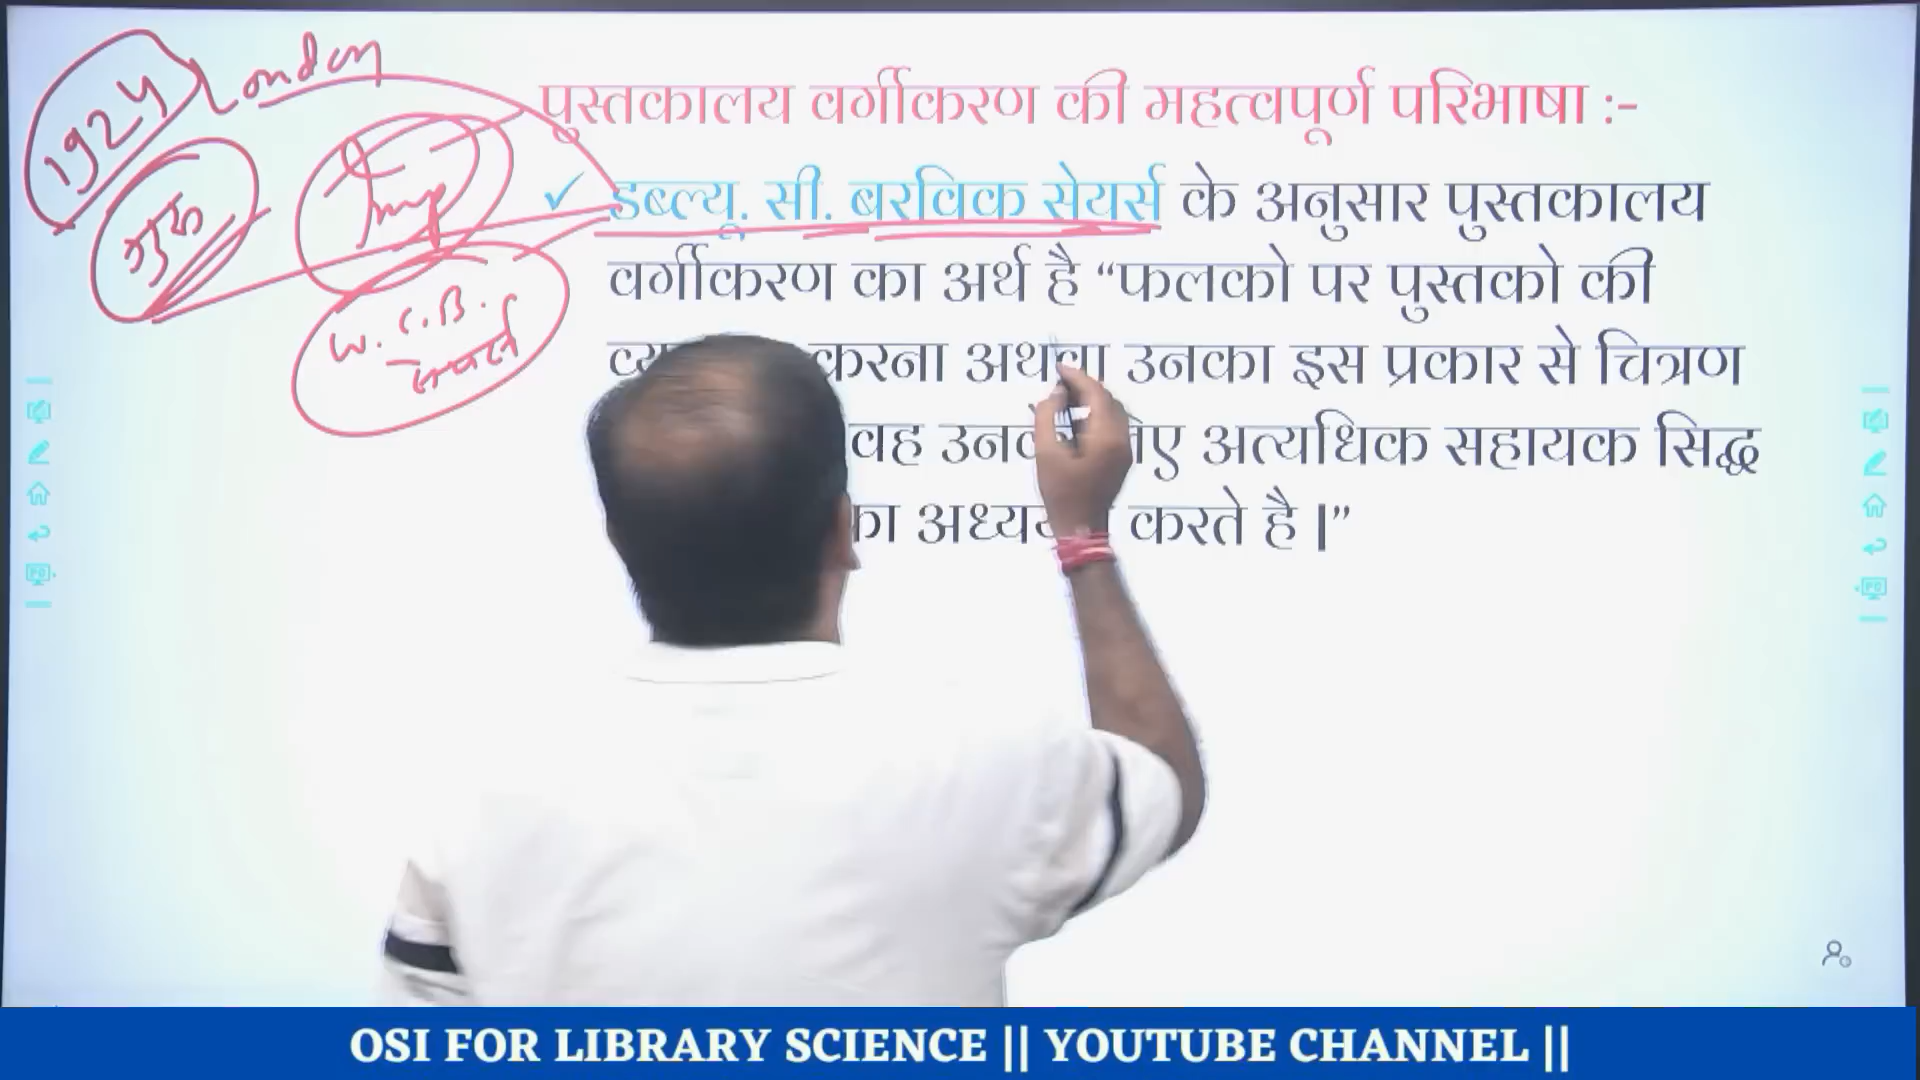 1924 London
गुरु
Imp
W. C. B.
सेयर्स
पुस्तकालय वर्गीकरण की महत्वपूर्ण परिभाषा :-
✓ डब्ल्यू. सी. बरविक सेयर्स के अनुसार पुस्तकालय
वर्गीकरण का अर्थ है “फलको पर पुस्तको की
करना अथवा उनका इस प्रकार से चित्रण
वह अत्यधिक सहायक सिद्ध
का करते है |”
OSI FOR LIBRARY SCIENCE || YOUTUBE CHANNEL ||